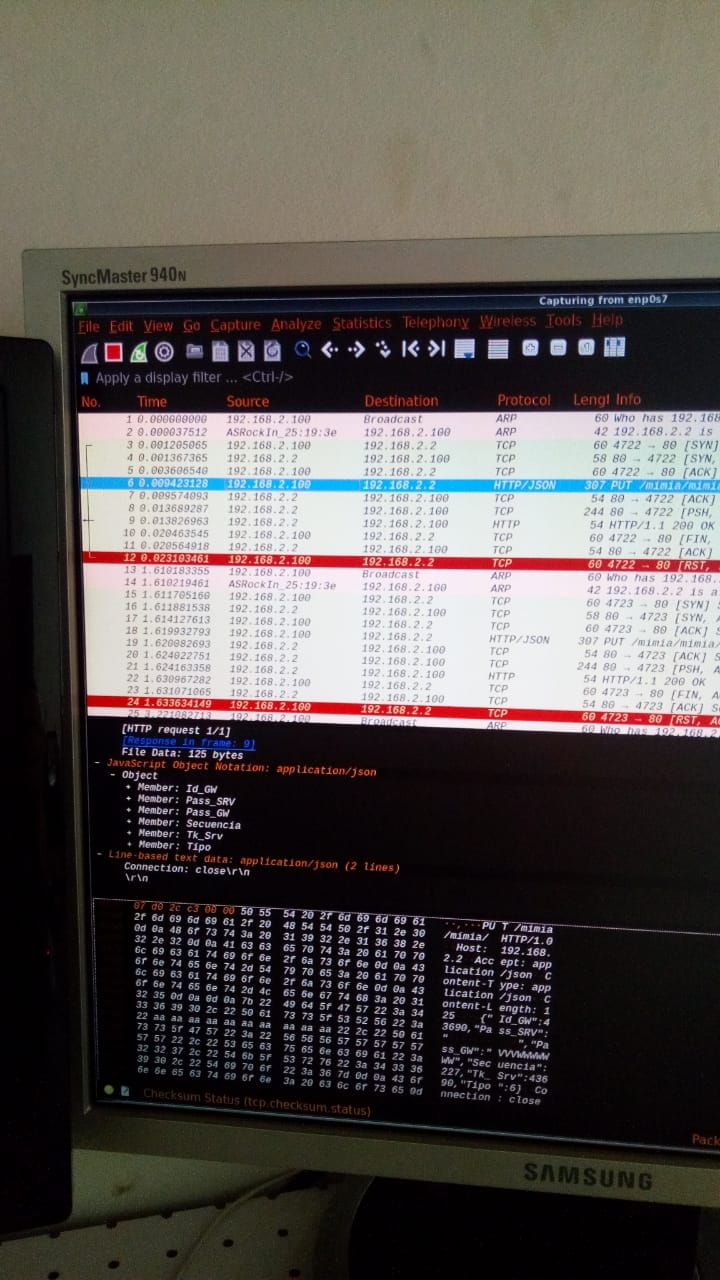 SyncMaster 940N
Capturing from enp0s7
File Edit View Go Capture Analyze Statistics Telephony Wireless Tools Help
Apply a display filter ... <Ctrl-/>
No. Time Source Destination Protocol Lengt Info
1 0.000000000 192.168.2.100 Broadcast ARP 60 Who has 192.168
2 0.000037512 ASRockIn_25:19:3e 192.168.2.100 ARP 42 192.168.2.2 is
3 0.001205065 192.168.2.100 192.168.2.2 TCP 60 4722 → 80 [SYN]
4 0.001367365 192.168.2.2 192.168.2.100 TCP 58 80 → 4722 [SYN,
5 0.003606540 192.168.2.100 192.168.2.2 TCP 60 4722 → 80 [ACK]
6 0.009423128 192.168.2.100 192.168.2.2 HTTP/JSON 307 PUT /mimia/mimia
7 0.009574093 192.168.2.2 192.168.2.100 TCP 54 80 → 4722 [ACK]
8 0.013689287 192.168.2.2 192.168.2.100 TCP 244 80 → 4722 [PSH,
9 0.013826963 192.168.2.2 192.168.2.100 HTTP 54 HTTP/1.1 200 OK
10 0.020463545 192.168.2.100 192.168.2.2 TCP 60 4722 → 80 [FIN,
11 0.020564918 192.168.2.2 192.168.2.100 TCP 54 80 → 4722 [ACK]
12 0.023103461 192.168.2.100 192.168.2.2 TCP 60 4722 → 80 [RST,
13 1.610183355 192.168.2.100 Broadcast ARP 60 Who has 192.168
14 1.610219461 ASRockIn_25:19:3e 192.168.2.100 ARP 42 192.168.2.2 is a
15 1.611705160 192.168.2.100 192.168.2.2 TCP 60 4723 → 80 [SYN] S
16 1.611881538 192.168.2.2 192.168.2.100 TCP 58 80 → 4723 [SYN, A
17 1.614127613 192.168.2.100 192.168.2.2 TCP 60 4723 → 80 [ACK] S
18 1.619932793 192.168.2.100 192.168.2.2 HTTP/JSON 307 PUT /mimia/mimia/
19 1.620082693 192.168.2.2 192.168.2.100 TCP 54 80 → 4723 [ACK] S
20 1.624022751 192.168.2.2 192.168.2.100 TCP 244 80 → 4723 [PSH, A
21 1.624163358 192.168.2.2 192.168.2.100 HTTP 54 HTTP/1.1 200 OK
22 1.630967282 192.168.2.100 192.168.2.2 TCP 60 4723 → 80 [FIN, A
23 1.631071065 192.168.2.2 192.168.2.100 TCP 54 80 → 4723 [ACK] S
24 1.633634149 192.168.2.100 192.168.2.2 TCP 60 4723 → 80 [RST, A
192.168.2.100 Broadcast ARP 60 Who has 192.168.2
[HTTP request 1/1]
[Response in frame: 9]
File Data: 125 bytes
- JavaScript Object Notation: application/json
- Object
+ Member: Id_GW
+ Member: Pass_SRV
+ Member: Pass_GW
+ Member: Secuencia
+ Member: Tk_Srv
+ Member: Tipo
- Line-based text data: application/json (2 lines)
Connection: close\r\n
\r\n
07 d0 2c c3 00 00 50 55 54 20 2f 6d 69 6d 69 61 ··,···PU T /mimia
2f 6d 69 6d 69 61 2f 20 48 54 54 50 2f 31 2e 30 /mimia/ HTTP/1.0
0d 0a 48 6f 73 74 3a 20 31 39 32 2e 31 36 38 2e Host: 192.168.
32 2e 32 0d 0a 41 63 63 65 70 74 3a 20 61 70 70 2.2 Acc ept: app
6c 69 63 61 74 69 6f 6e 2f 6a 73 6f 6e 0d 0a 43 lication /json C
6f 6e 74 65 6e 74 2d 54 79 70 65 3a 20 61 70 70 ontent-T ype: app
6c 69 63 61 74 69 6f 6e 2f 6a 73 6f 6e 0d 0a 43 lication /json C
6f 6e 74 65 6e 74 2d 4c 65 6e 67 74 68 3a 20 31 ontent-L ength: 1
32 35 0d 0a 0d 0a 7b 22 49 64 5f 47 57 22 3a 34 25 {" Id_GW":4
33 36 39 30 2c 22 50 61 73 73 5f 53 52 56 22 3a 3690,"Pa ss_SRV":
22 aa aa aa aa aa aa aa aa aa aa 22 2c 22 50 61 " ","Pa
73 73 5f 47 57 22 3a 22 56 56 56 57 57 57 57 57 ss_GW":" VVVWWWWW
57 57 22 2c 22 53 65 63 75 65 6e 63 69 61 22 3a WW","Sec uencia":
32 32 37 2c 22 54 6b 5f 53 72 76 22 3a 34 33 36 227,"Tk_ Srv":436
39 30 2c 22 54 69 70 6f 22 3a 36 7d 0d 0a 43 6f 90,"Tipo ":6} Co
6e 6e 65 63 74 69 6f 6e 3a 20 63 6c 6f 73 65 0d nnection : close
Checksum Status (tcp.checksum.status)
Pack
SAMSUNG